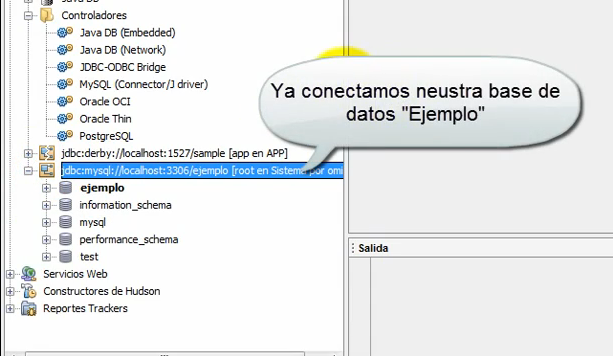 Controladores
Java DB (Embedded)
Java DB (Network)
JDBC-ODBC Bridge
MySQL (Connector/J driver)
Oracle OCI
Oracle Thin
PostgreSQL
jdbc:derby://localhost:1527/sample [app en APP]
jdbc:mysql://localhost:3306/ejemplo [root en Sistema por omi
ejemplo
information_schema
mysql
performance_schema
test
Servicios Web
Constructores de Hudson
Reportes Trackers
Ya conectamos neustra base de
datos "Ejemplo"
Salida